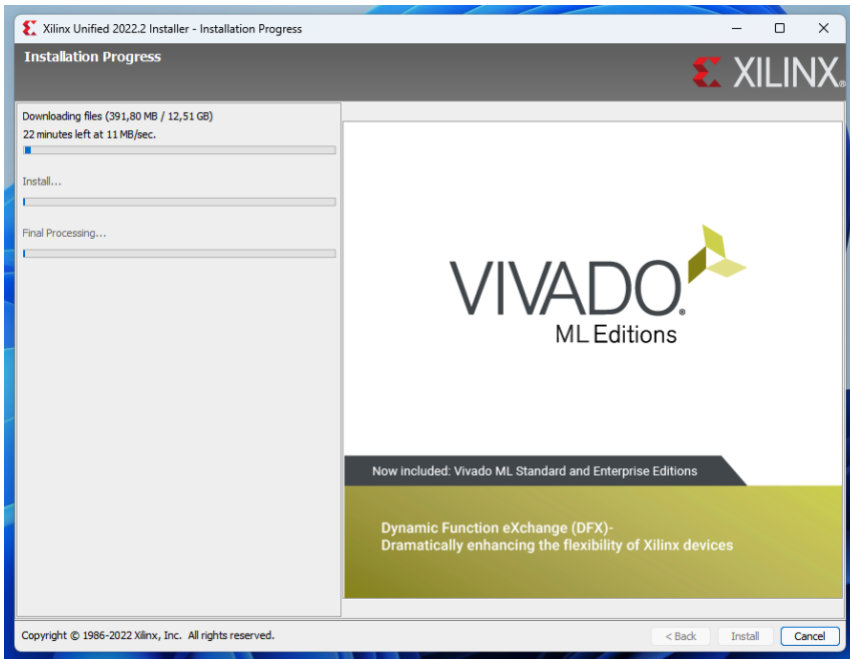 Xilinx Unified 2022.2 Installer - Installation Progress
Installation Progress
XILINX®
Downloading files (391,80 MB / 12,51 GB)
22 minutes left at 11 MB/sec.
Install...
Final Processing...
VIVADO®
ML Editions
Now included: Vivado ML Standard and Enterprise Editions
Dynamic Function eXchange (DFX)-
Dramatically enhancing the flexibility of Xilinx devices
Copyright © 1986-2022 Xilinx, Inc. All rights reserved.
< Back Install Cancel